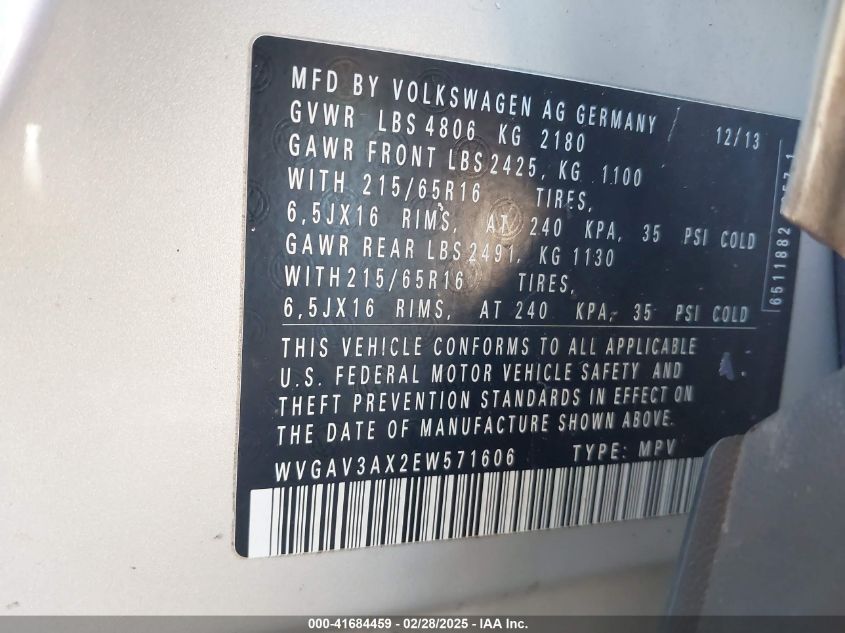 MFD BY VOLKSWAGEN AG GERMANY 12/13
GVWR LBS 4806 KG 2180
GAWR FRONT LBS 2425, KG 1100
WITH 215/65R16 TIRES,
6,5JX16 RIMS, AT 240 KPA, 35 PSI COLD
GAWR REAR LBS 2491, KG 1130
WITH 215/65R16 TIRES,
6,5JX16 RIMS, AT 240 KPA, 35 PSI COLD
THIS VEHICLE CONFORMS TO ALL APPLICABLE
U.S. FEDERAL MOTOR VEHICLE SAFETY AND
THEFT PREVENTION STANDARDS IN EFFECT ON
THE DATE OF MANUFACTURE SHOWN ABOVE.
WVGAV3AX2EW571606 TYPE: MPV
6511882
000-41684459 - 02/28/2025 - IAAI.COM